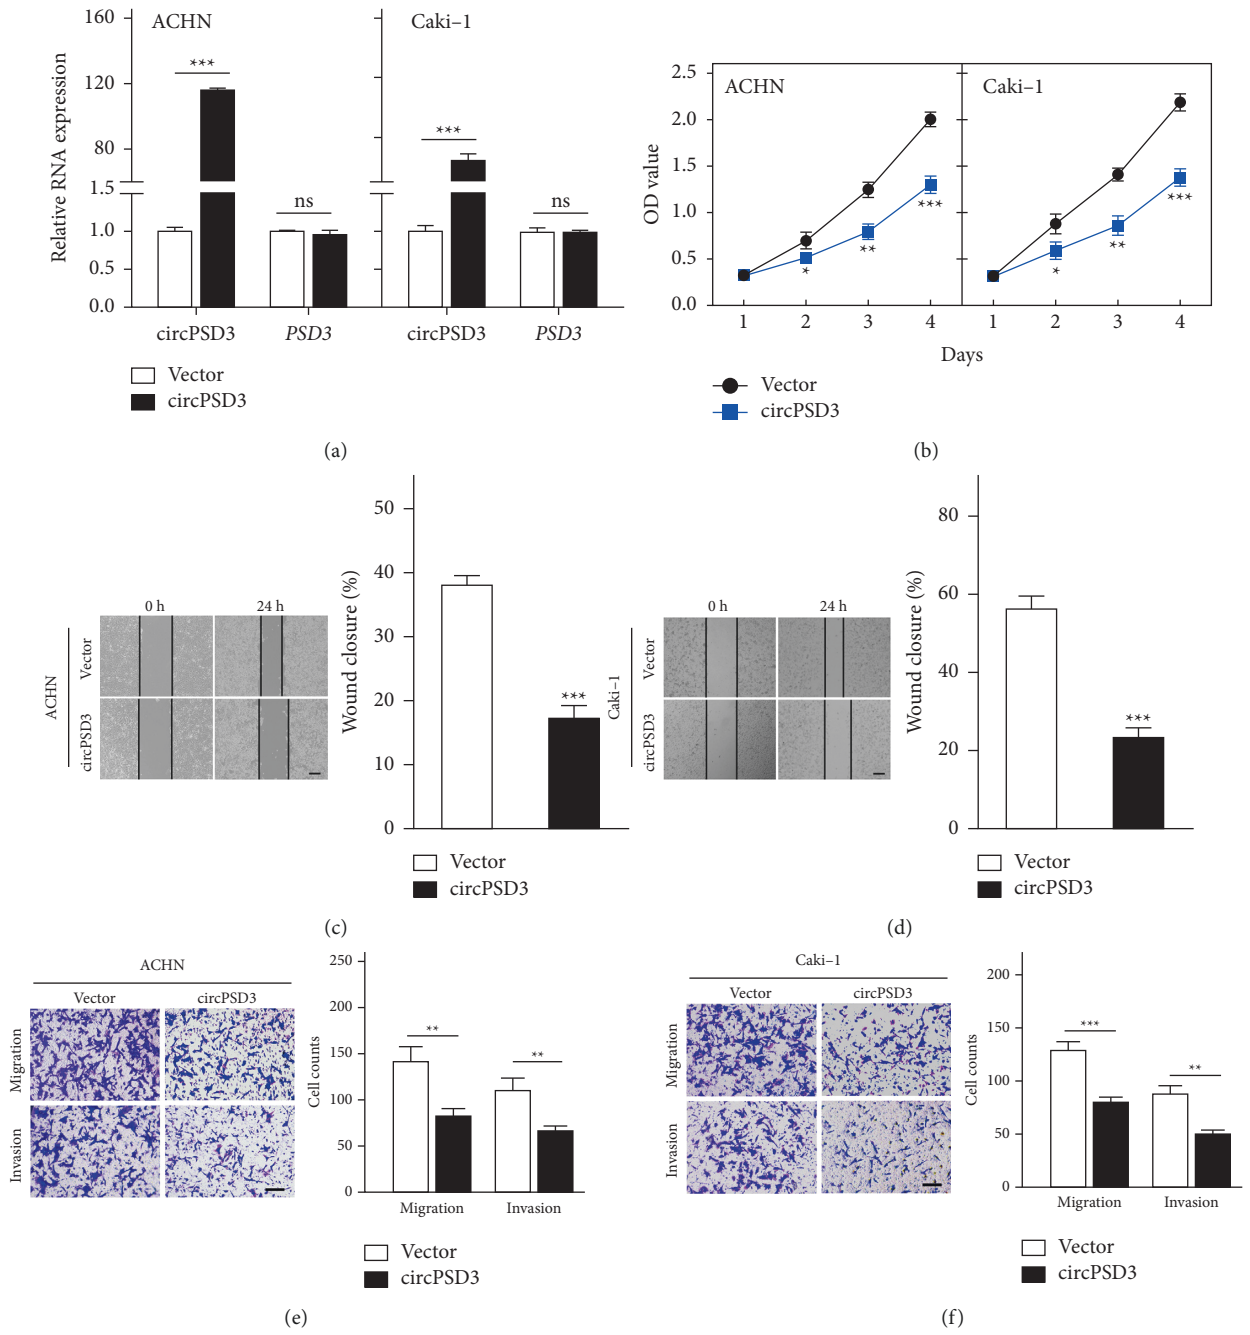 160
120
80
1.5
1.0
0.5
0.0
Relative RNA expression
ACHN
Caki–1
***
ns
***
ns
circPSD3
PSD3
circPSD3
PSD3
Vector
circPSD3
(a)
2.5
2.0
1.5
1.0
0.5
0.0
OD value
ACHN
Caki–1
*
**
***
*
**
***
1 2 3 4 1 2 3 4
Days
Vector
circPSD3
(b)
0 h 24 h
ACHN
Vector
circPSD3
50
40
30
20
10
0
Wound closure (%)
***
Vector
circPSD3
(c)
0 h 24 h
Caki–1
Vector
circPSD3
80
60
40
20
0
Wound closure (%)
***
Vector
circPSD3
(d)
ACHN
Vector circPSD3
Migration
Invasion
250
200
150
100
50
0
Cell counts
**
**
Migration Invasion
Vector
circPSD3
(e)
Caki–1
Vector circPSD3
Migration
Invasion
200
150
100
50
0
Cell counts
***
**
Migration Invasion
Vector
circPSD3
(f)